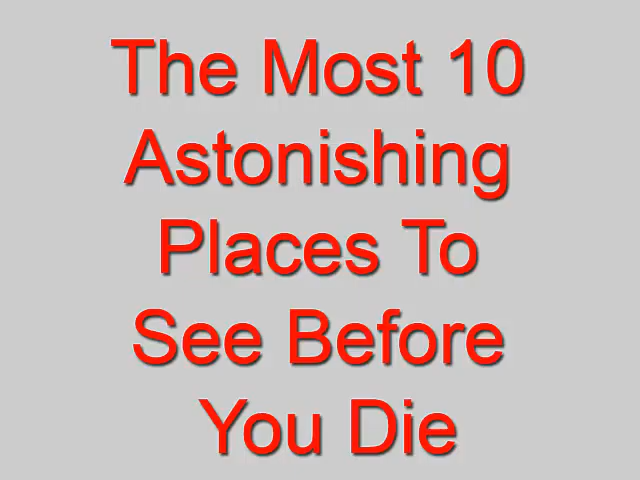 The Most 10
Astonishing
Places To
See Before
You Die